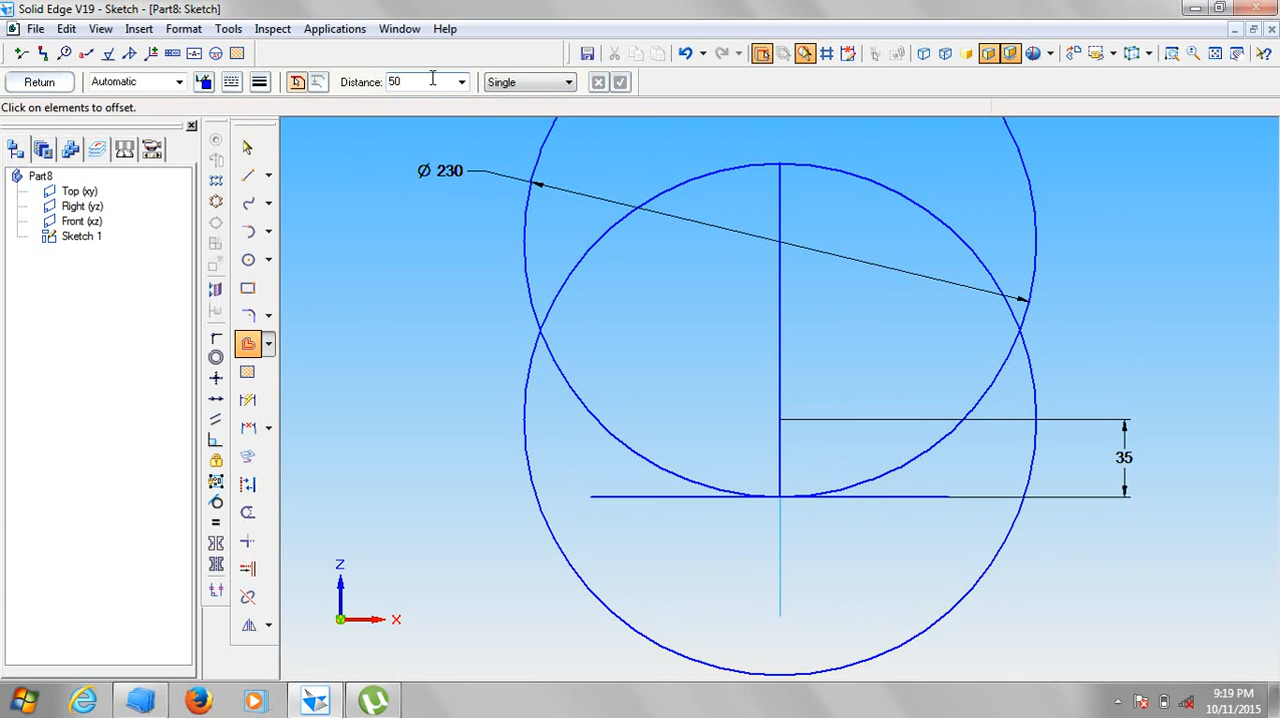 Solid Edge V19 - Sketch - [Part8: Sketch]
File Edit View Insert Format Tools Inspect Applications Window Help
Return Automatic Distance: 50 Single
Click on elements to offset.
Part8
Top (xy)
Right (yz)
Front (xz)
Sketch 1
Ø 230
35
Z
X
9:19 PM
10/11/2015